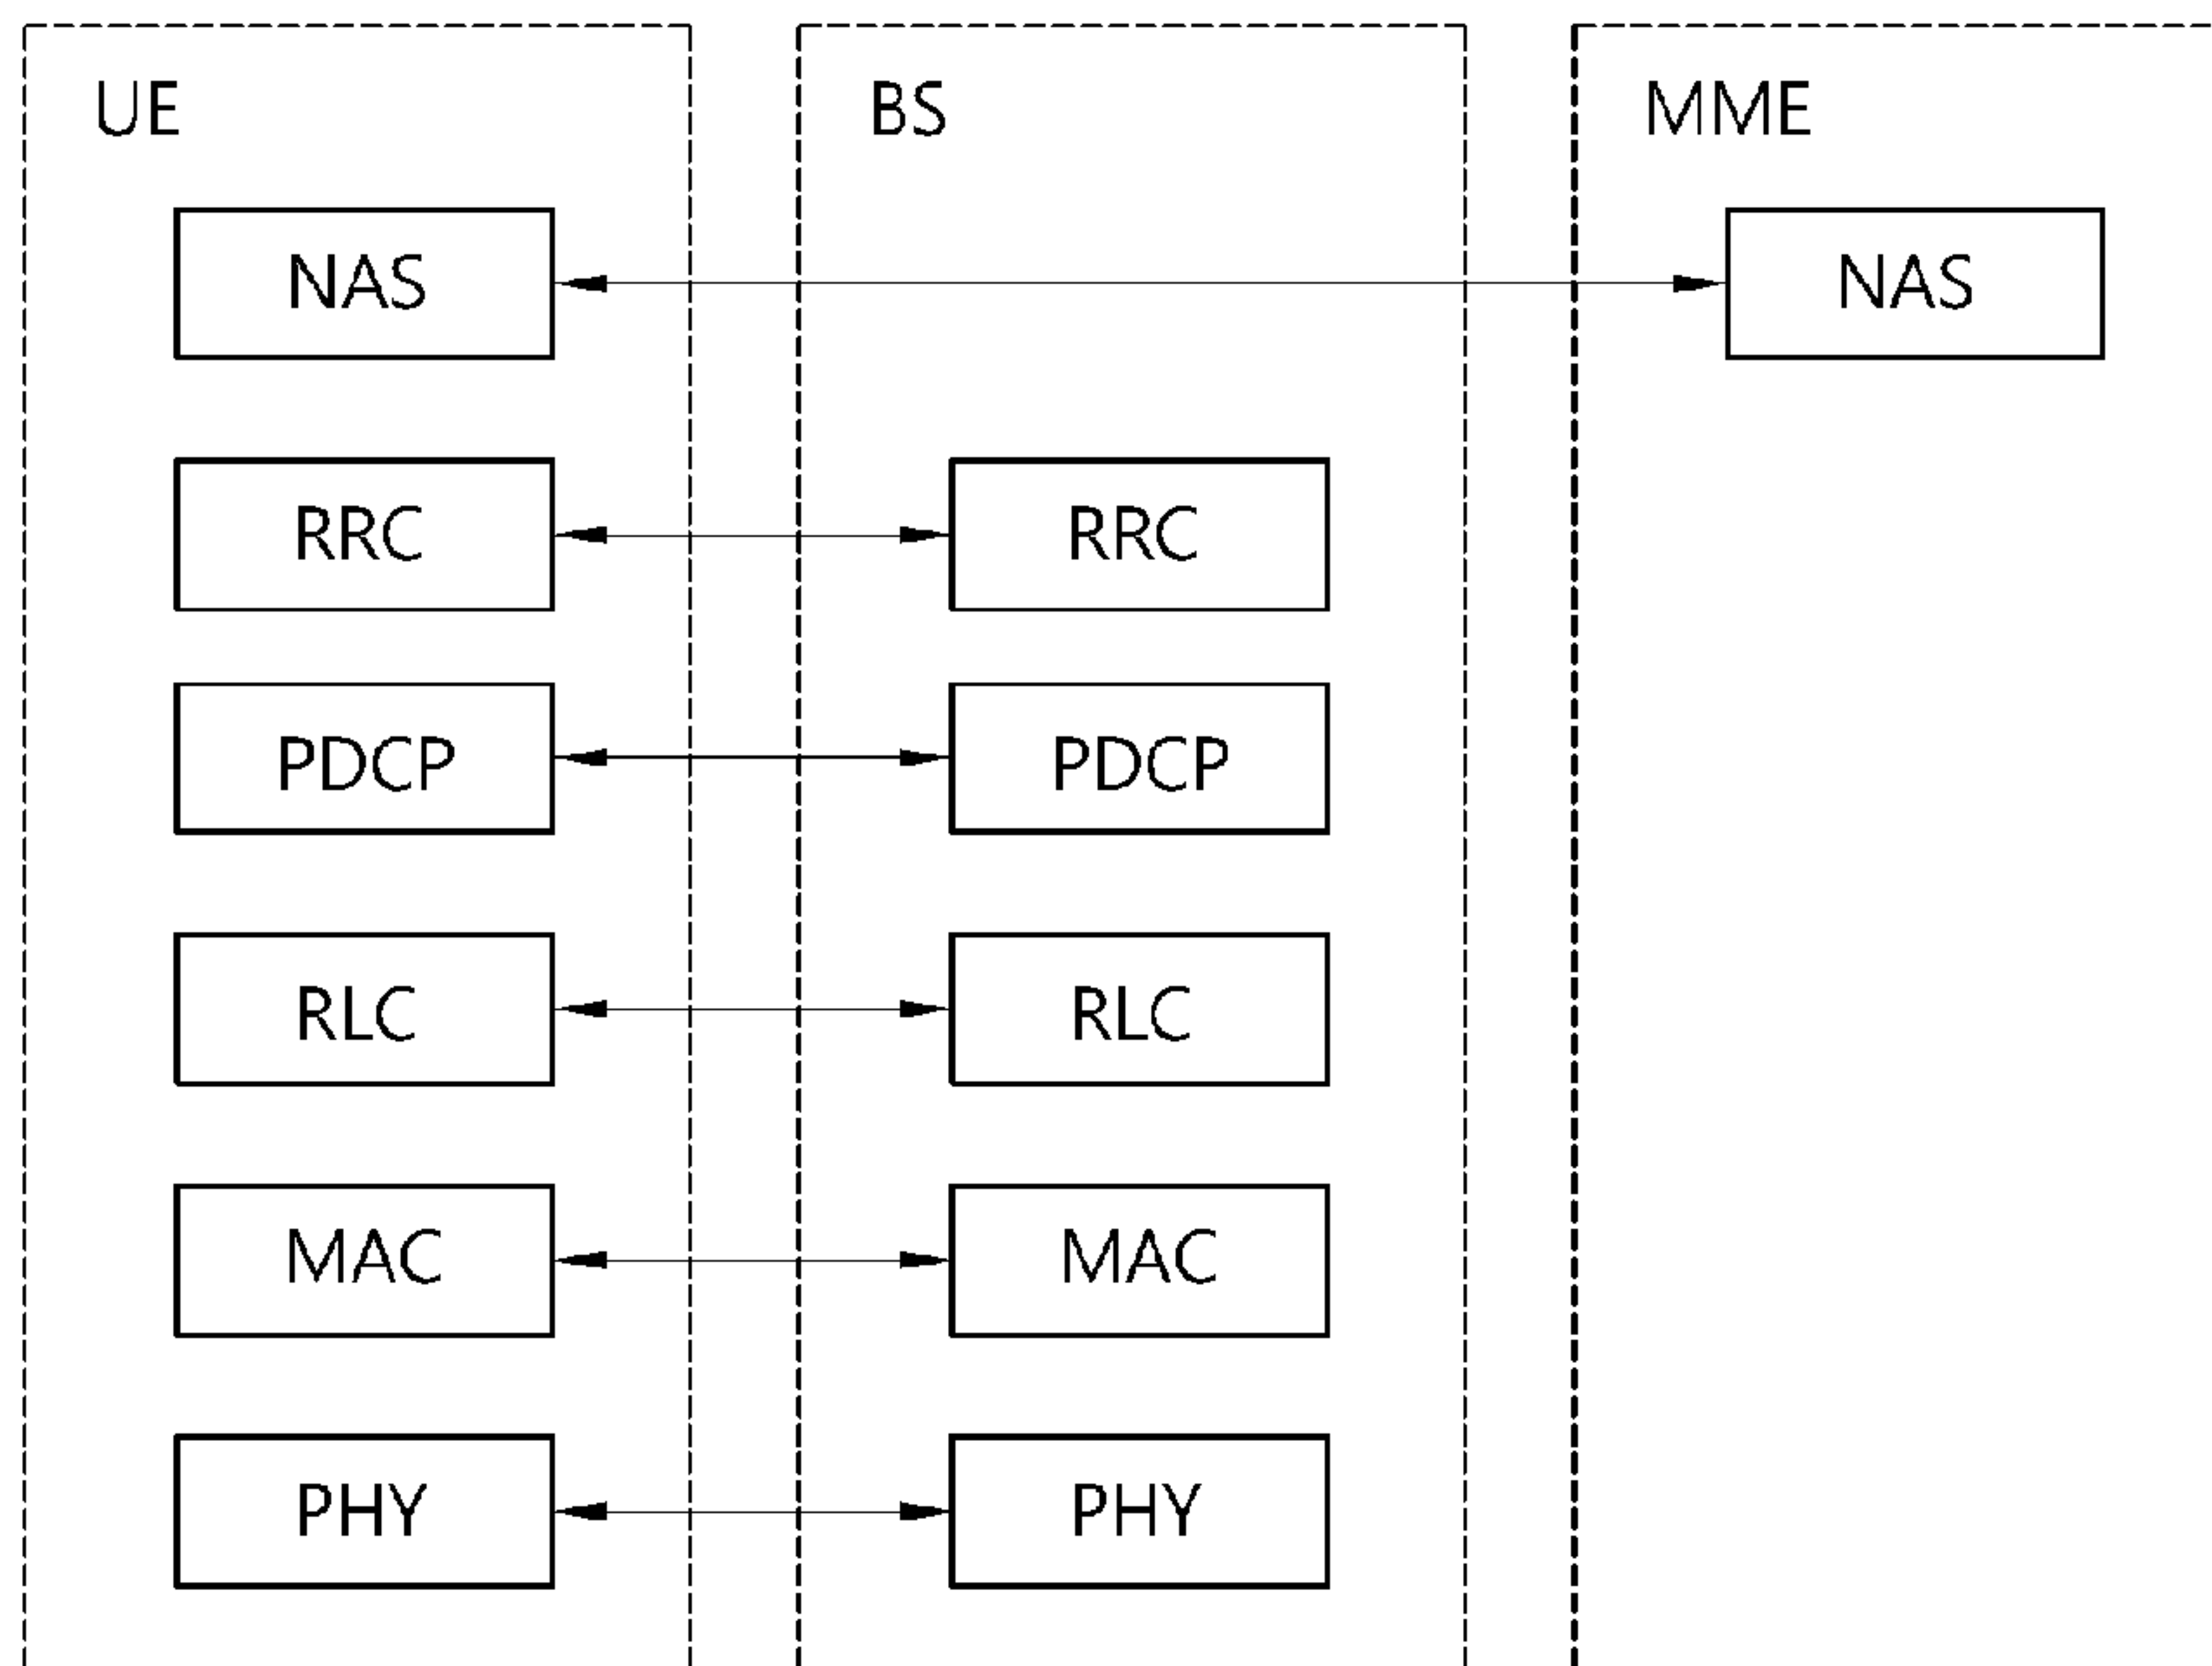 UE BS MME
NAS NAS
RRC RRC
PDCP PDCP
RLC RLC
MAC MAC
PHY PHY